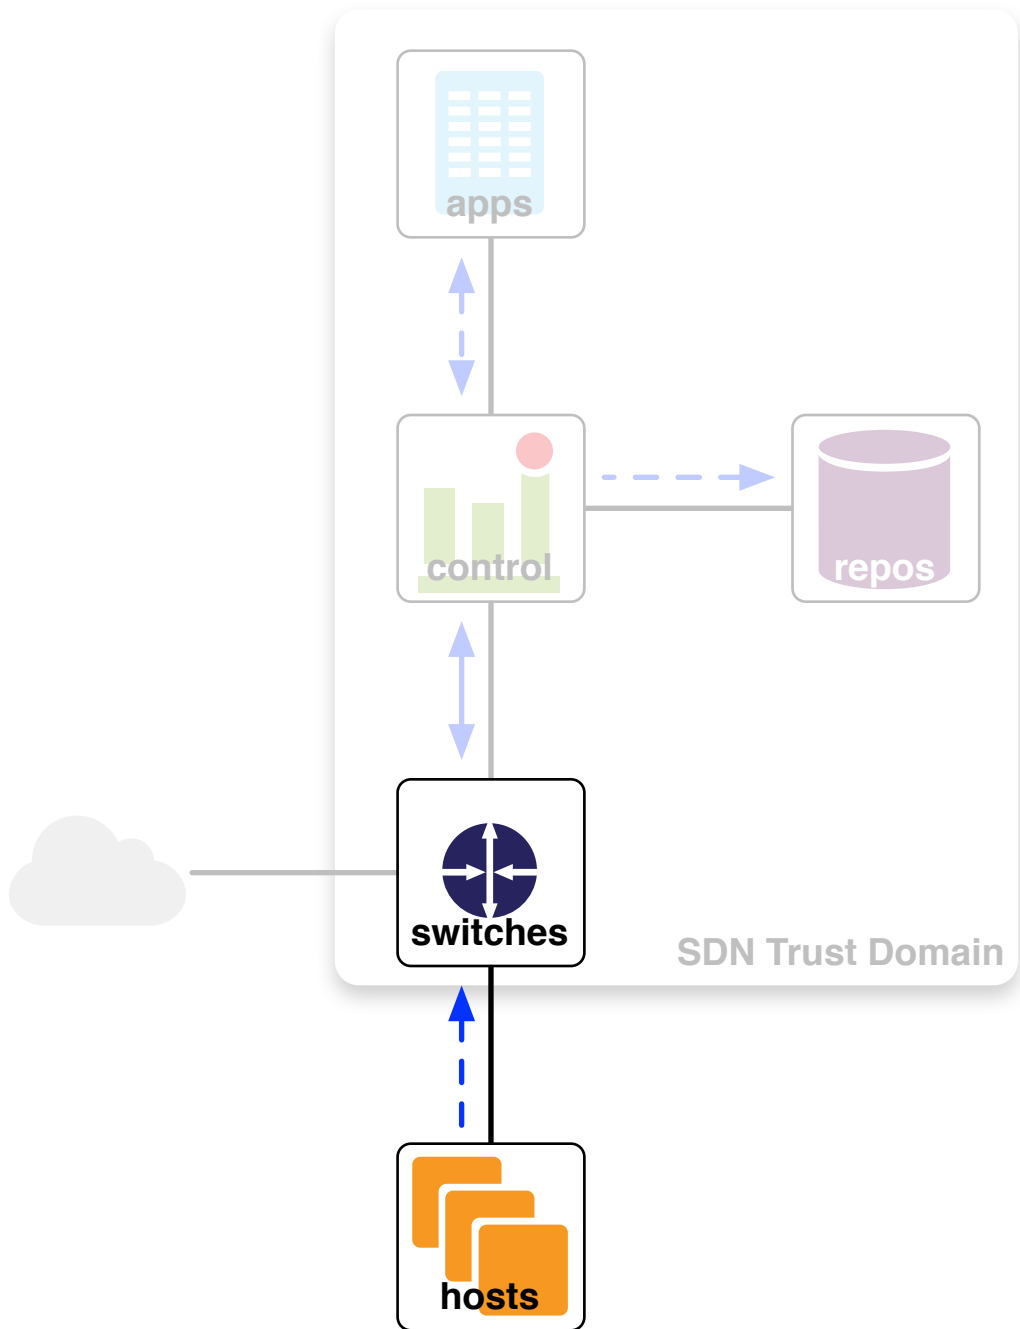 apps
control
repos
switches
SDN Trust Domain
hosts